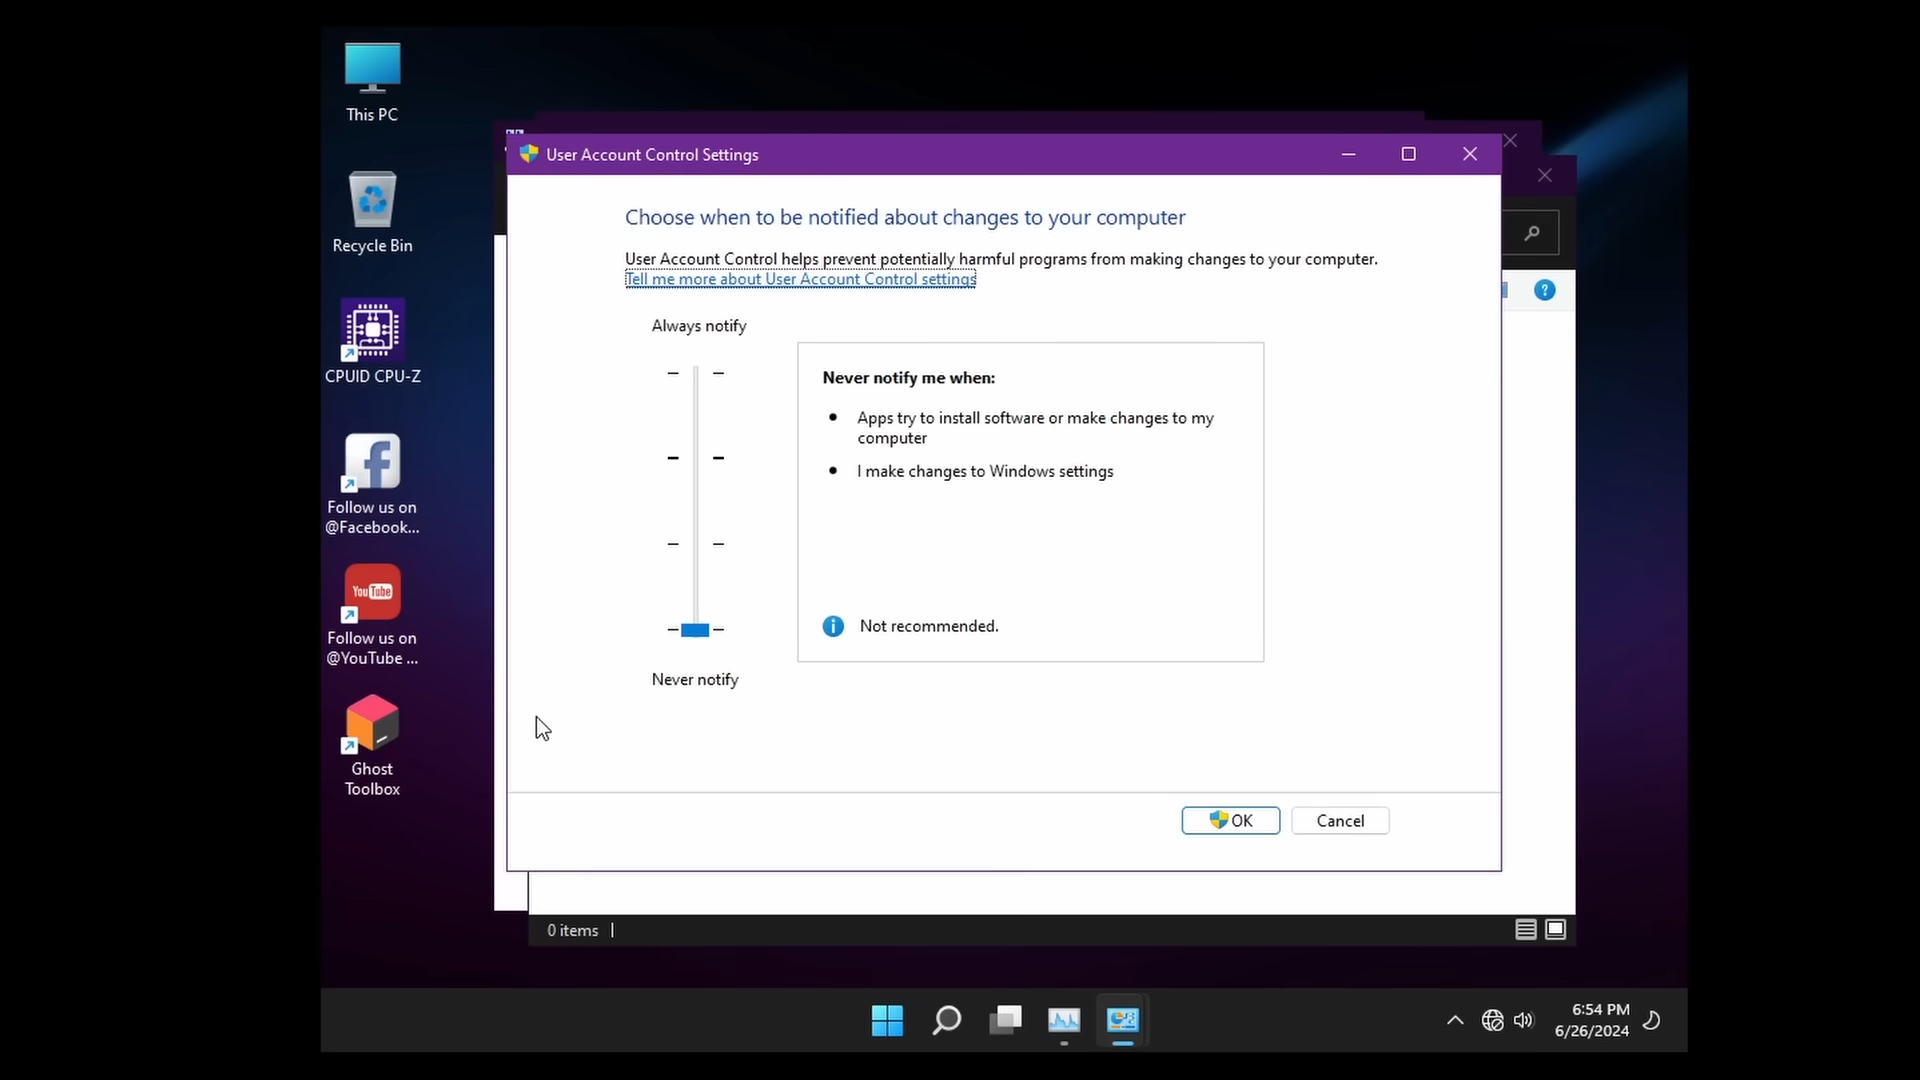 This PC
Recycle Bin
CPUID CPU-Z
Follow us on
@Facebook...
YouTube
Follow us on
@YouTube ...
Ghost
Toolbox
User Account Control Settings
Choose when to be notified about changes to your computer
User Account Control helps prevent potentially harmful programs from making changes to your computer.
Tell me more about User Account Control settings
Always notify
Never notify me when:
Apps try to install software or make changes to my
computer
I make changes to Windows settings
Not recommended.
Never notify
OK
Cancel
0 items
6:54 PM
6/26/2024